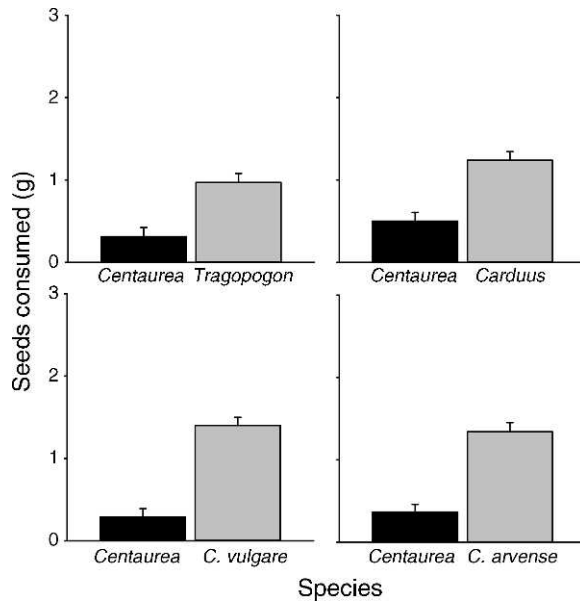 3
2
1
0
Centaurea Tragopogon
Centaurea Carduus
Seeds consumed (g)
3
2
1
0
Centaurea C. vulgare
Centaurea C. arvense
Species